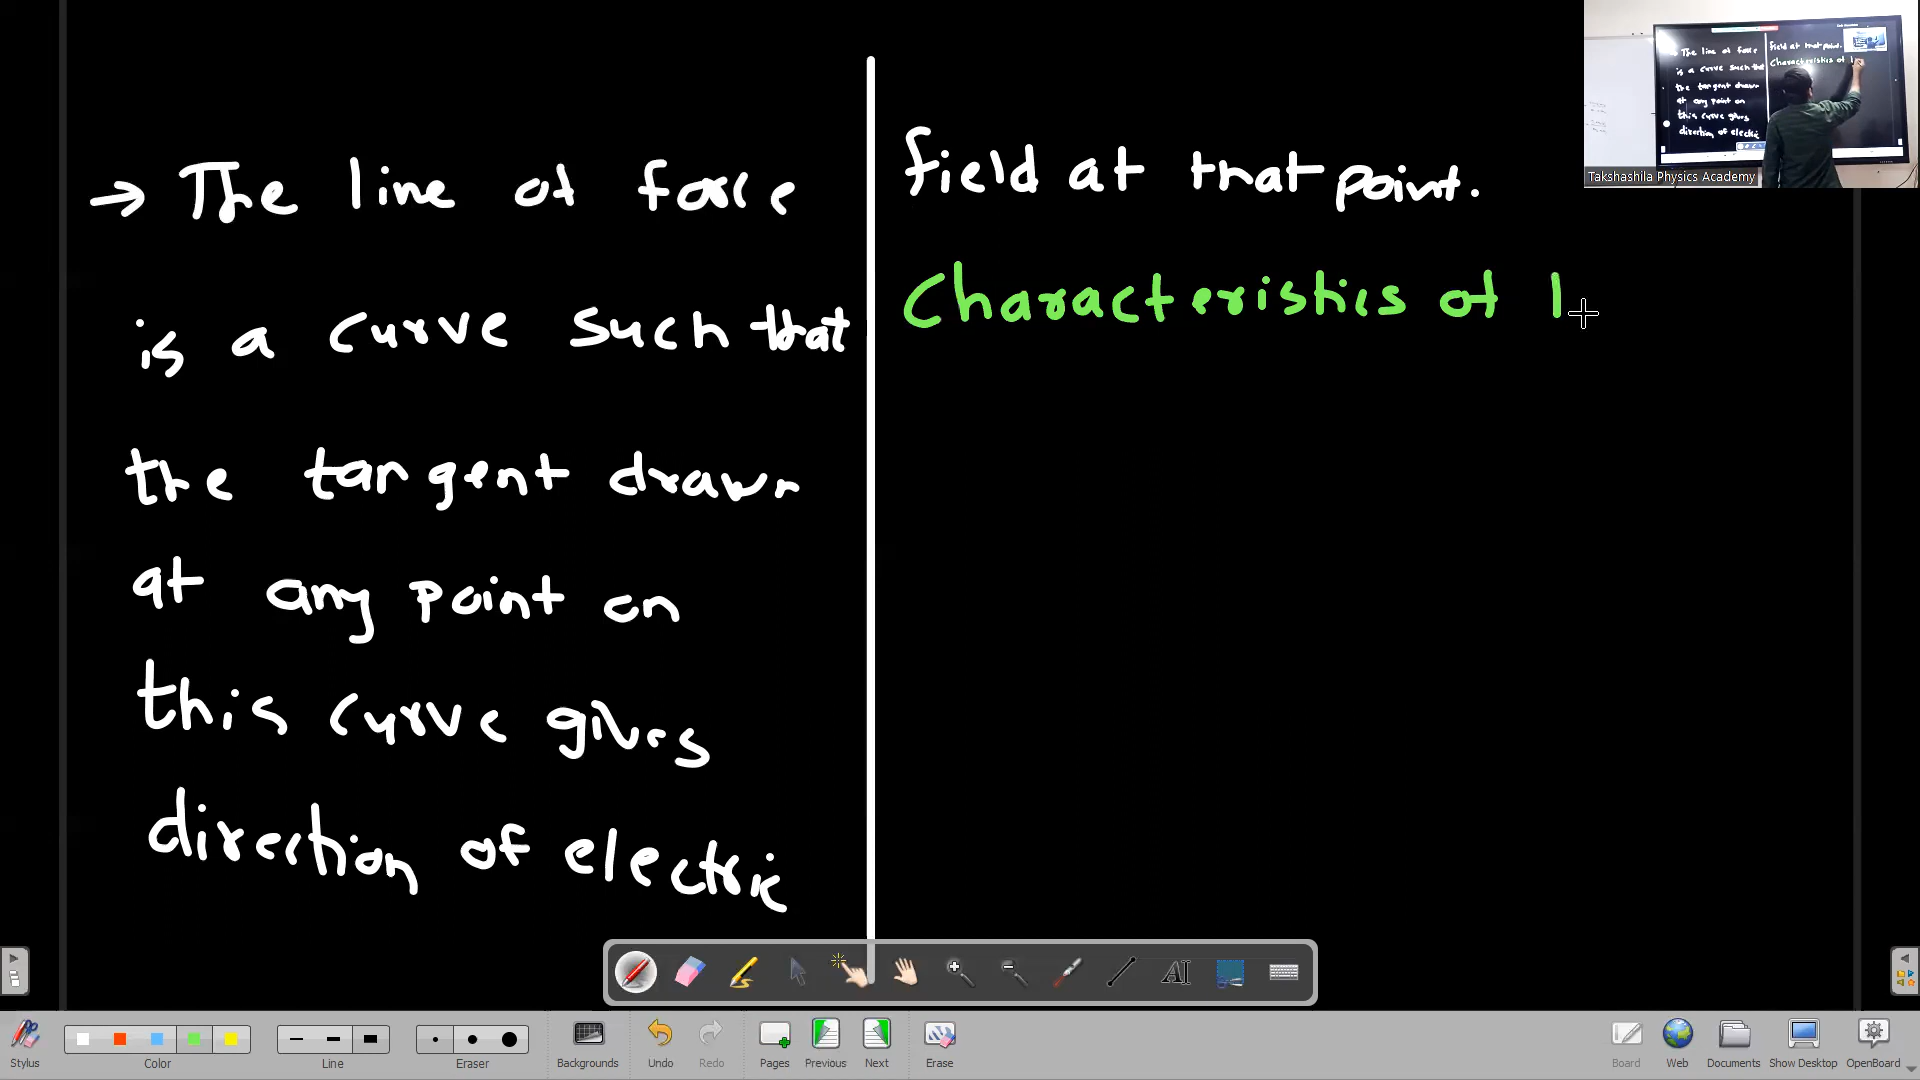 → The line of force
is a curve such that
the tangent drawn
at any point on
this curve gives
direction of electric
field at that point.
Characteristics of l
Takshashila Physics Academy
Stylus
Color
Line
Eraser
Backgrounds
Undo
Redo
Pages
Previous
Next
Erase
Board
Web
Documents
Show Desktop
OpenBoard